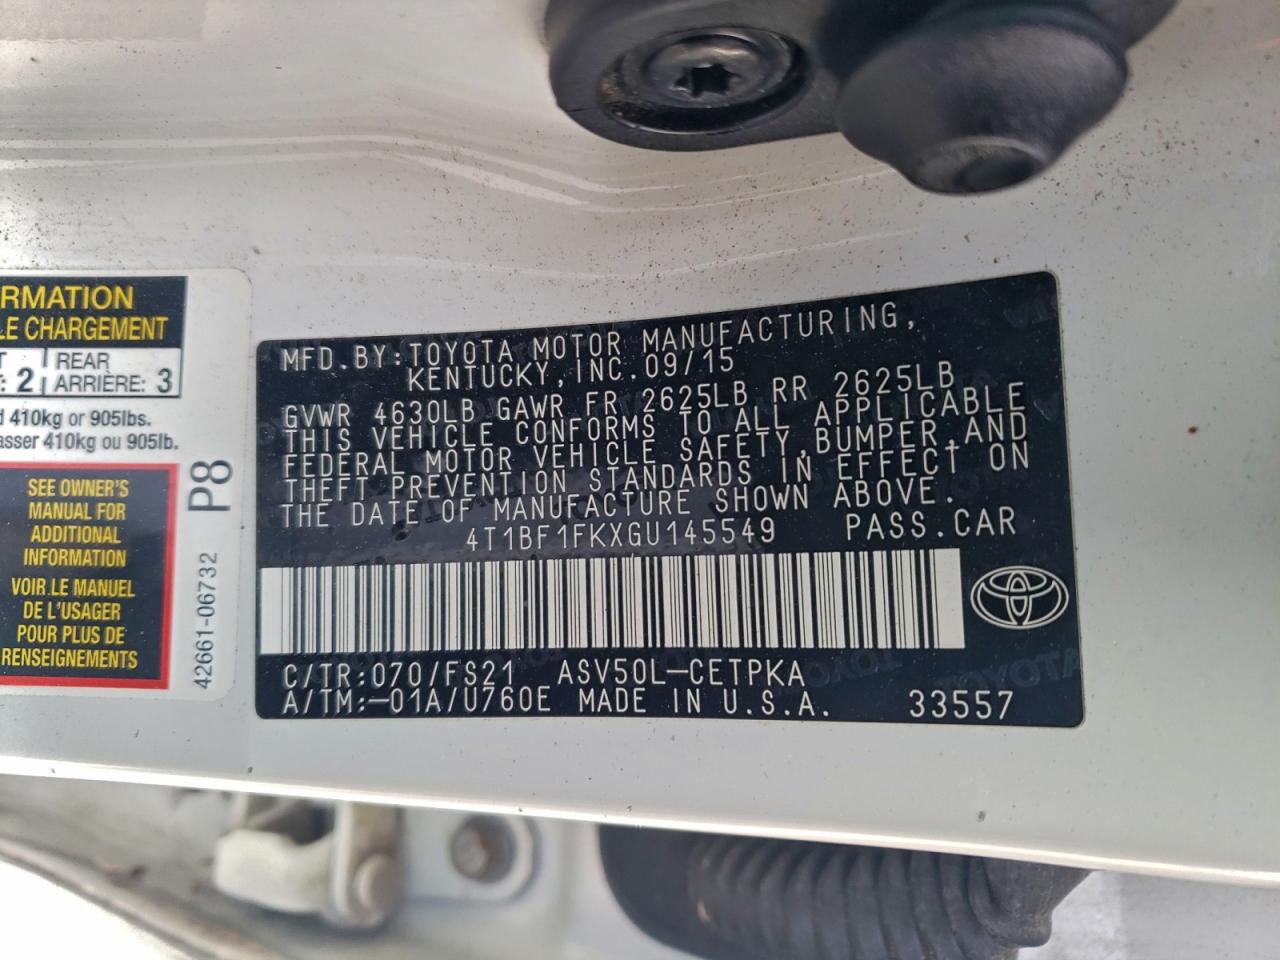 RMATION
LE CHARGEMENT
T
: 2
REAR
ARRIÈRE: 3
d 410kg or 905lbs.
asser 410kg ou 905lb.
SEE OWNER'S
MANUAL FOR
ADDITIONAL
INFORMATION
VOIR LE MANUEL
DE L'USAGER
POUR PLUS DE
RENSEIGNEMENTS
P8
42661-06732
MFD.BY:TOYOTA MOTOR MANUFACTURING,
KENTUCKY,INC.09/15
GVWR 4630LB GAWR FR 2625LB RR 2625LB
THIS VEHICLE CONFORMS TO ALL APPLICABLE
FEDERAL MOTOR VEHICLE SAFETY,BUMPER,AND
THEFT PREVENTION STANDARDS IN EFFECT ON
THE DATE OF MANUFACTURE SHOWN ABOVE.
4T1BF1FKXGU145549 PASS.CAR
C/TR:070/FS21 ASV50L-CETPKA
A/TM:-01A/U760E MADE IN U.S.A. 33557